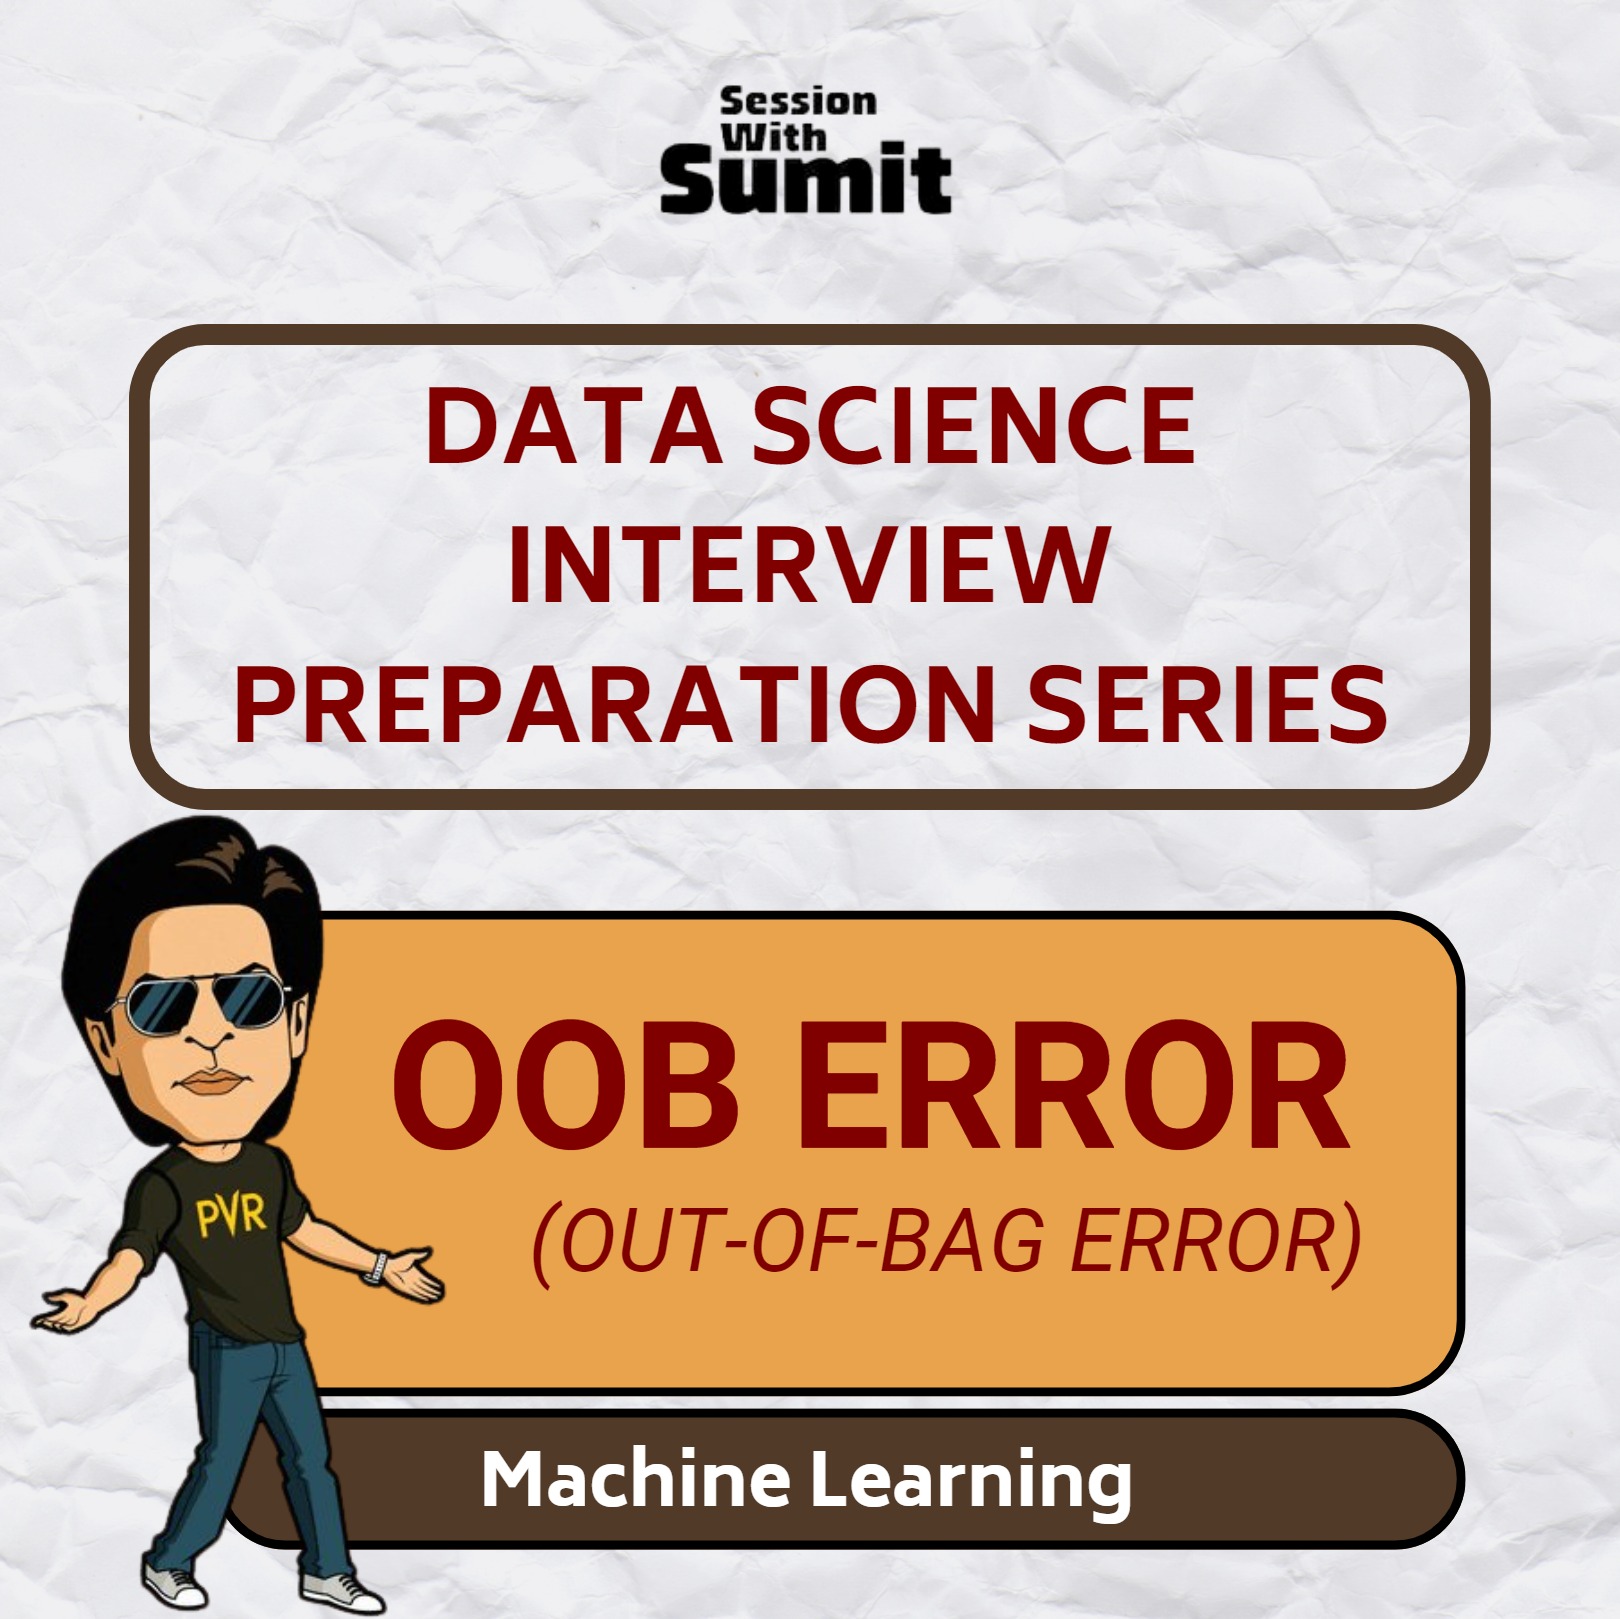 Session
With
Sumit
DATA SCIENCE
INTERVIEW
PREPARATION SERIES
OOB ERROR
PVR
(OUT-OF-BAG ERROR)
Machine Learning